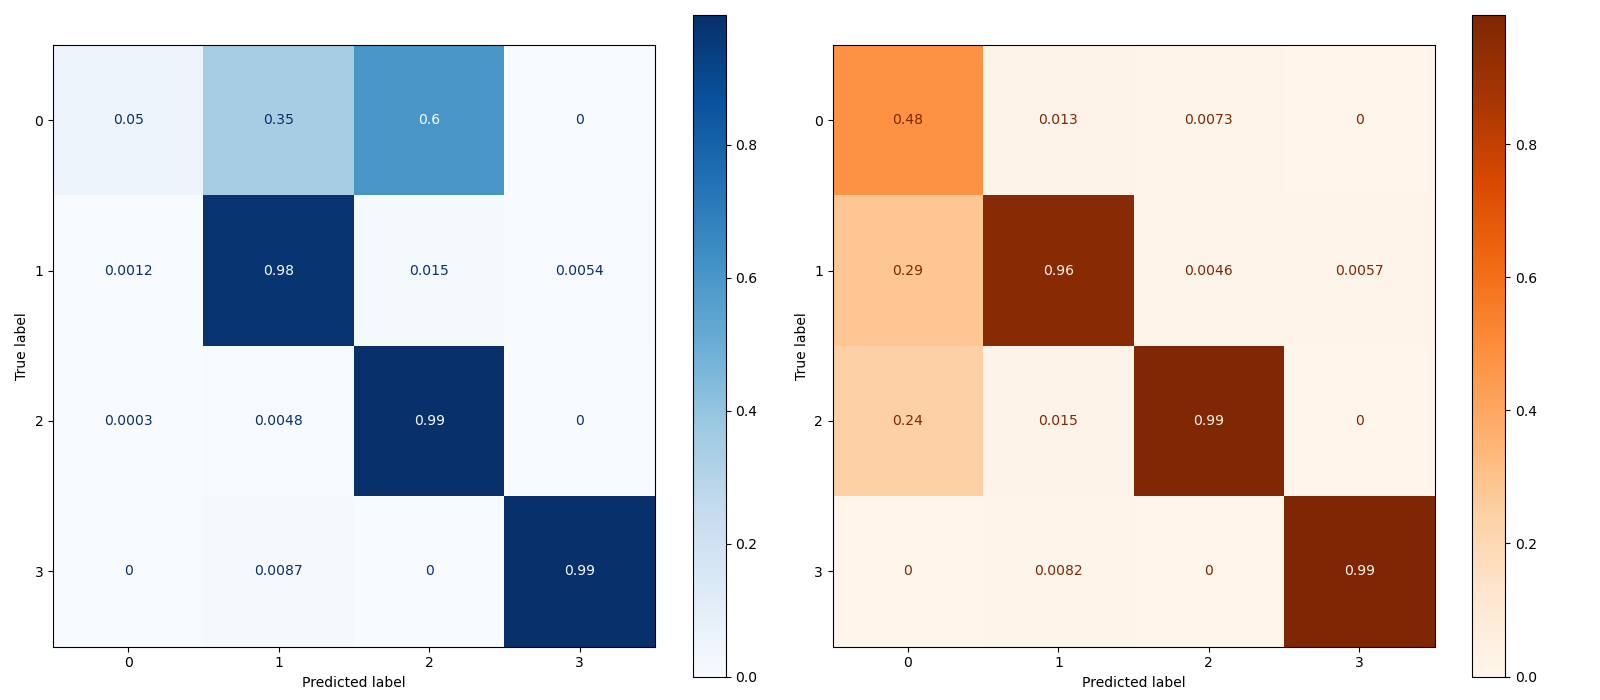 0 0.05 0.35 0.6 0
1 0.0012 0.98 0.015 0.0054
2 0.0003 0.0048 0.99 0
3 0 0.0087 0 0.99
0 1 2 3
True label
Predicted label
0.8
0.6
0.4
0.2
0.0
0 0.48 0.013 0.0073 0
1 0.29 0.96 0.0046 0.0057
2 0.24 0.015 0.99 0
3 0 0.0082 0 0.99
0 1 2 3
True label
Predicted label
0.8
0.6
0.4
0.2
0.0